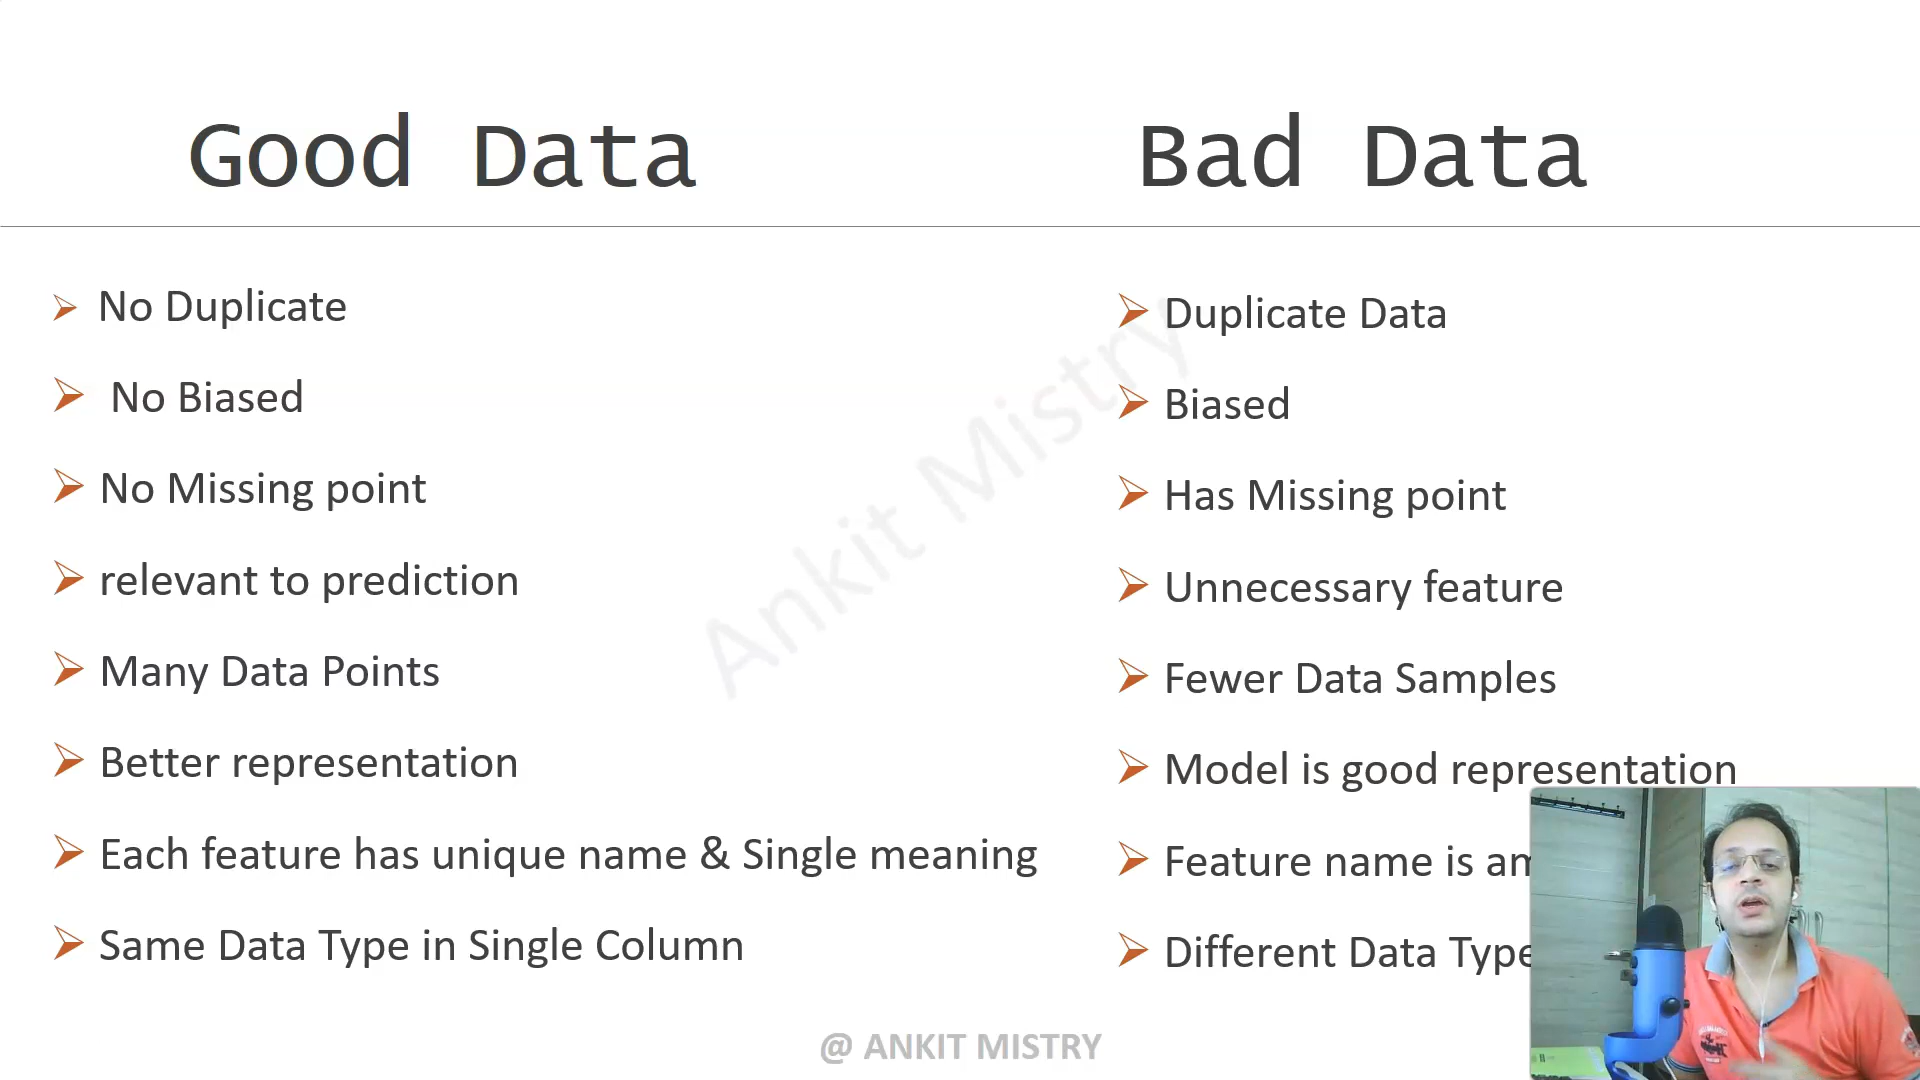 Good Data
Bad Data
No Duplicate
No Biased
No Missing point
relevant to prediction
Many Data Points
Better representation
Each feature has unique name & Single meaning
Same Data Type in Single Column
Duplicate Data
Biased
Has Missing point
Unnecessary feature
Fewer Data Samples
Model is good representation
Feature name is
Different Data Type
Ankit Mistry
@ ANKIT MISTRY